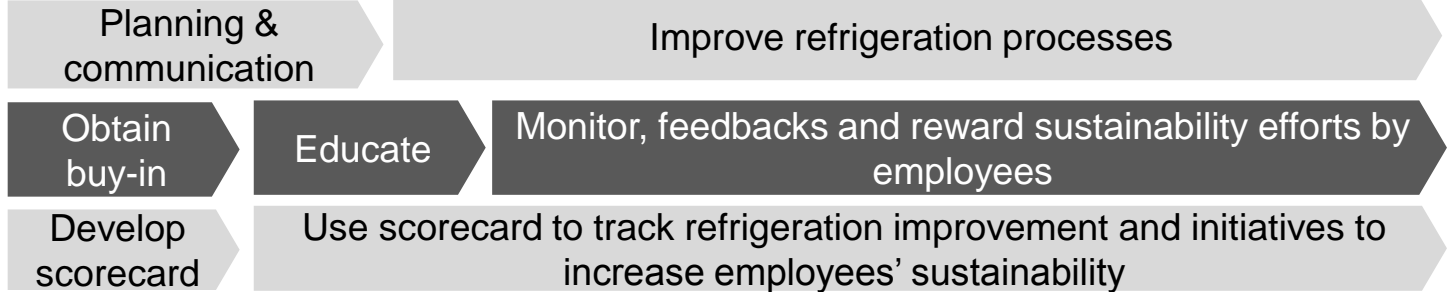 Planning &
communication
Improve refrigeration processes
Obtain
buy-in
Educate
Monitor, feedbacks and reward sustainability efforts by
employees
Develop
scorecard
Use scorecard to track refrigeration improvement and initiatives to
increase employees’ sustainability